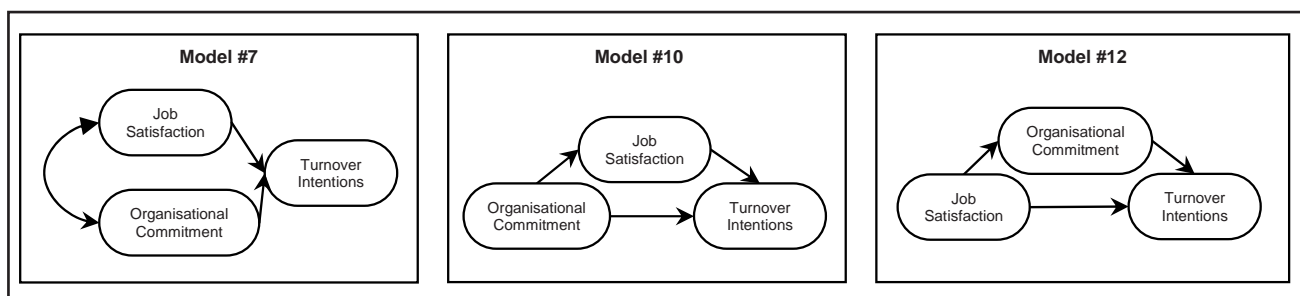 Model #7
Job
Satisfaction
Turnover
Intentions
Organisational
Commitment
Model #10
Job
Satisfaction
Organisational
Commitment
Turnover
Intentions
Model #12
Organisational
Commitment
Job
Satisfaction
Turnover
Intentions